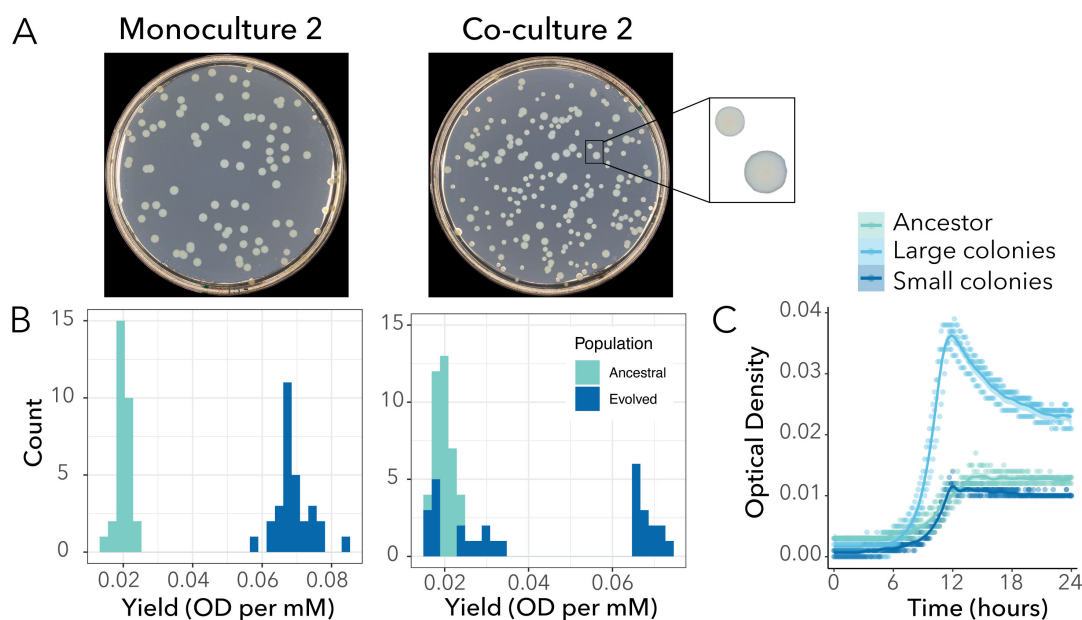 A
Monoculture 2
Co-culture 2
Ancestor
Large colonies
Small colonies
B
15
10
5
0
Count
0.02 0.04 0.06 0.08
Yield (OD per mM)
15
10
5
0
Population
Ancestral
Evolved
0.02 0.04 0.06
Yield (OD per mM)
C
0.04
0.03
0.02
0.01
0.00
Optical Density
0 6 12 18 24
Time (hours)